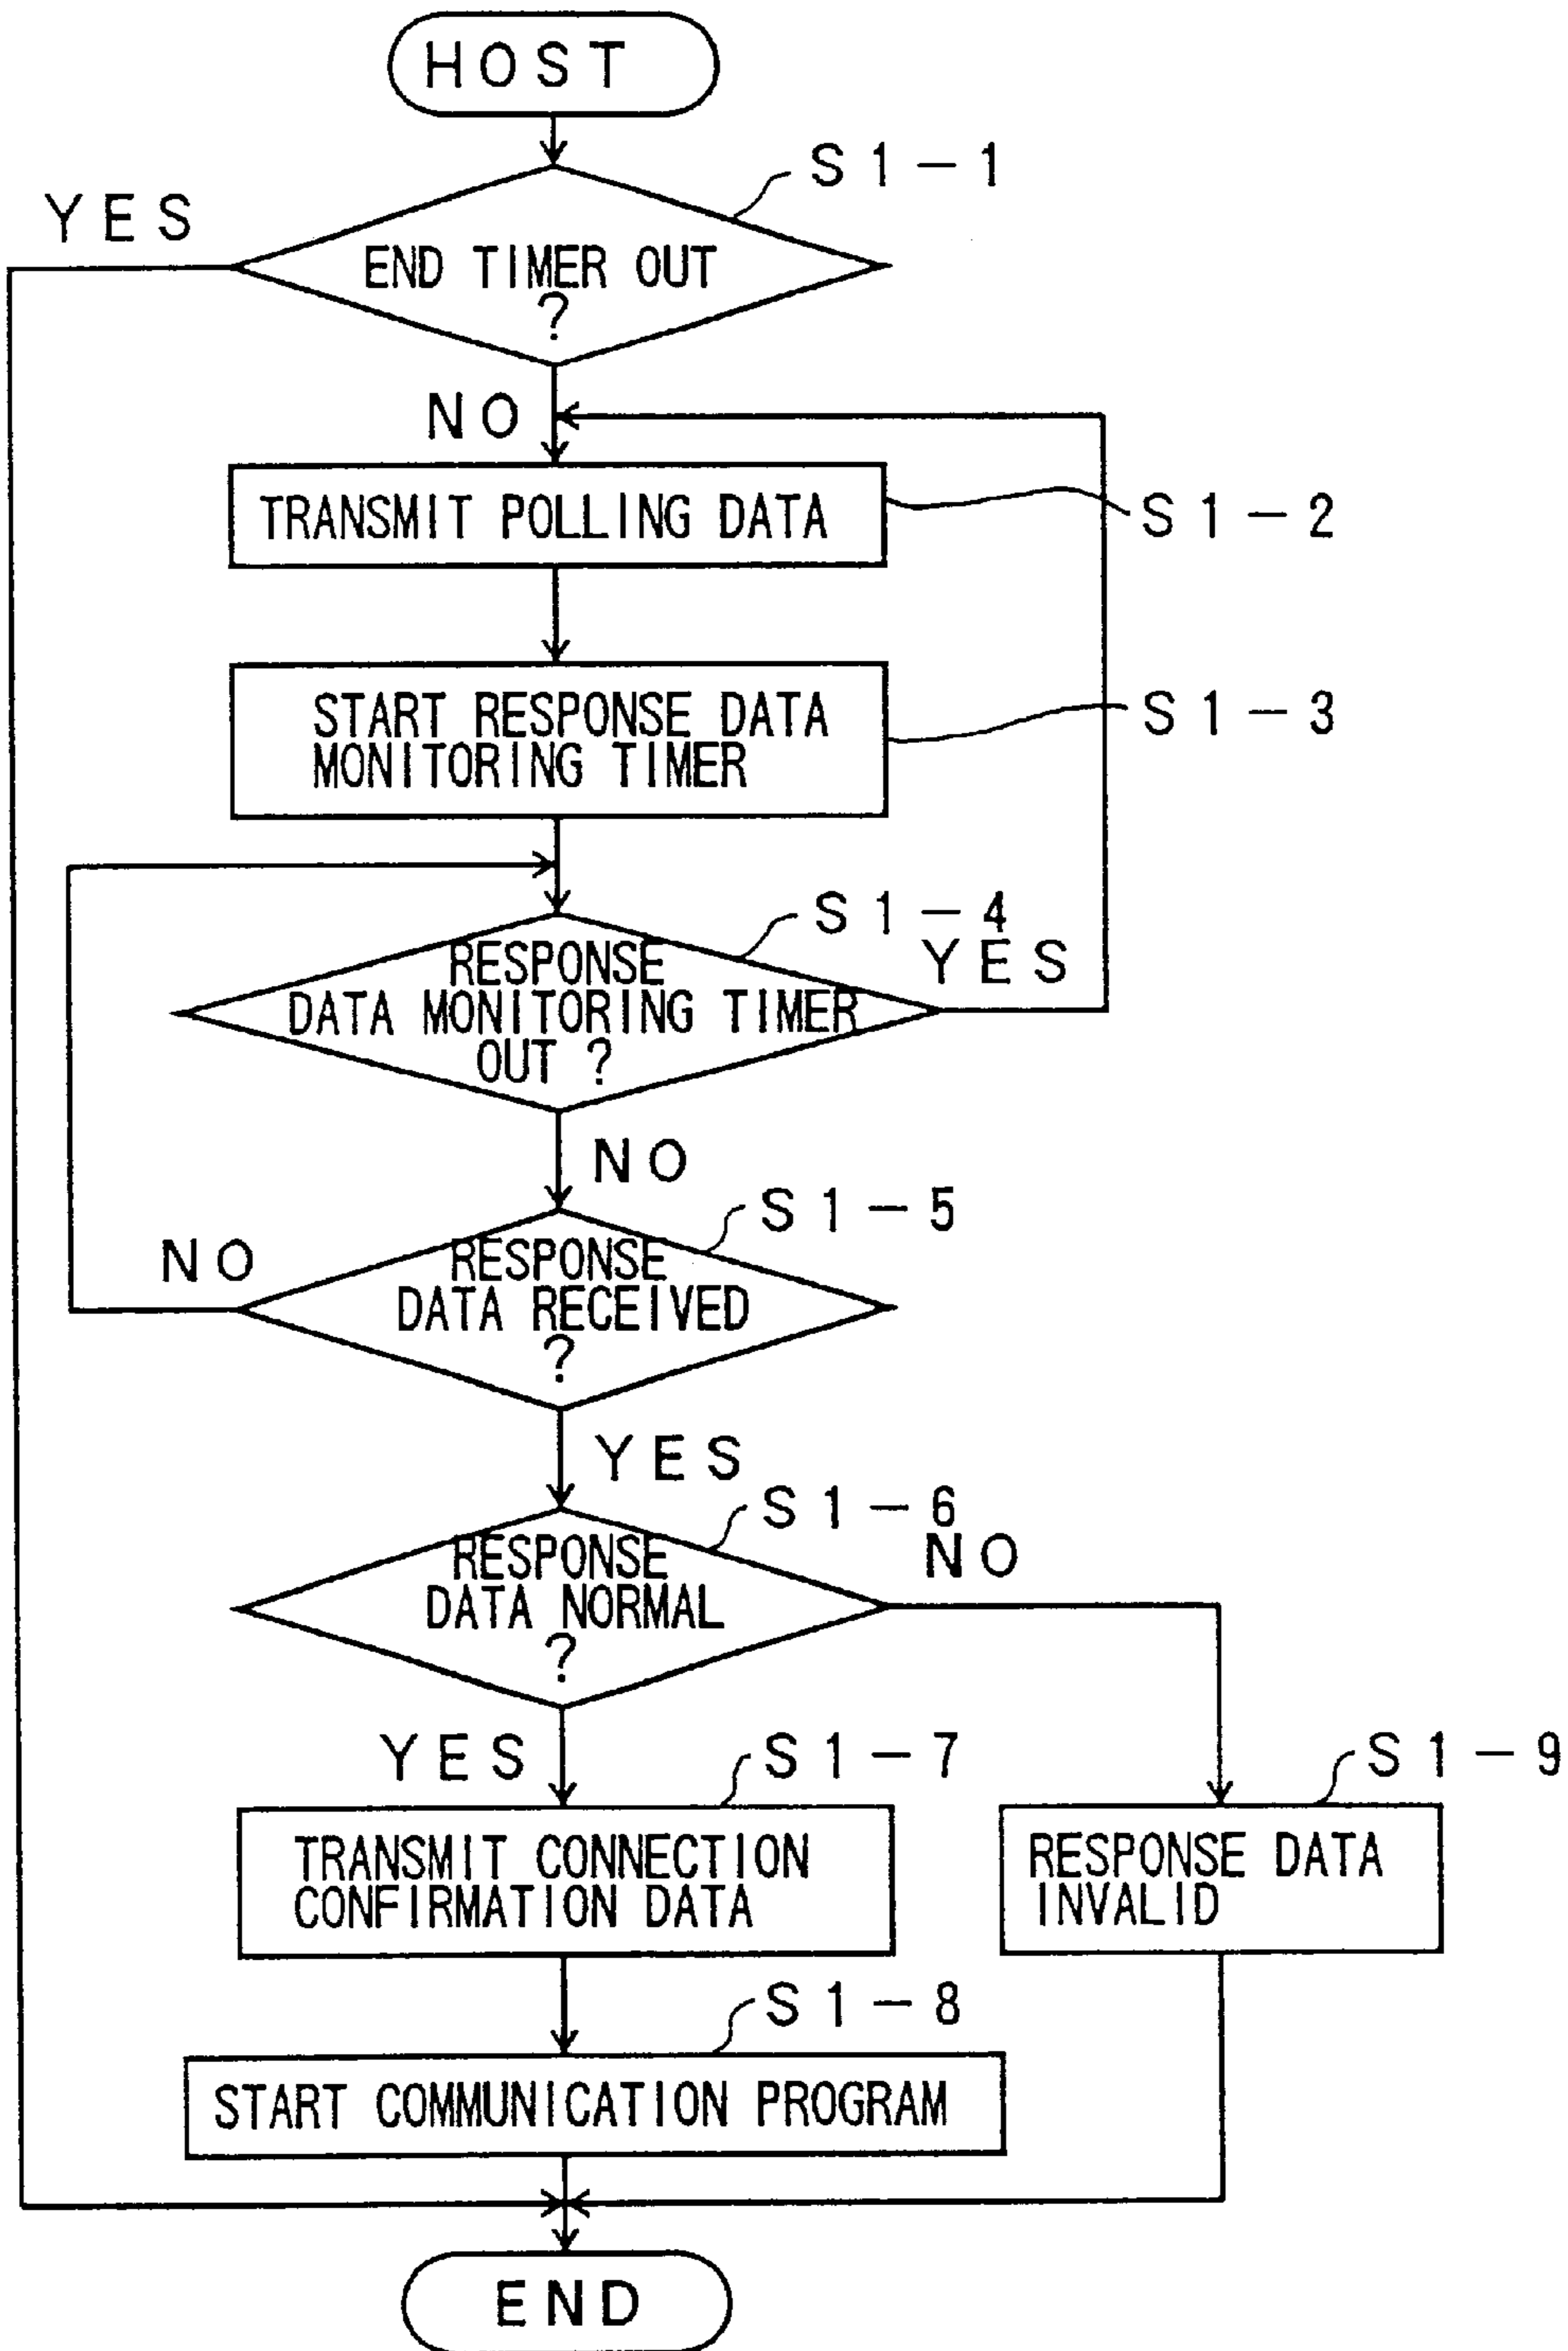 HOST
S1-1
YES
END TIMER OUT
?
NO
TRANSMIT POLLING DATA
S1-2
START RESPONSE DATA
MONITORING TIMER
S1-3
S1-4
YES
RESPONSE
DATA MONITORING TIMER
OUT ?
NO
S1-5
NO
RESPONSE
DATA RECEIVED
?
YES
S1-6
NO
RESPONSE
DATA NORMAL
?
YES
S1-7
S1-9
TRANSMIT CONNECTION
CONFIRMATION DATA
RESPONSE DATA
INVALID
S1-8
START COMMUNICATION PROGRAM
END